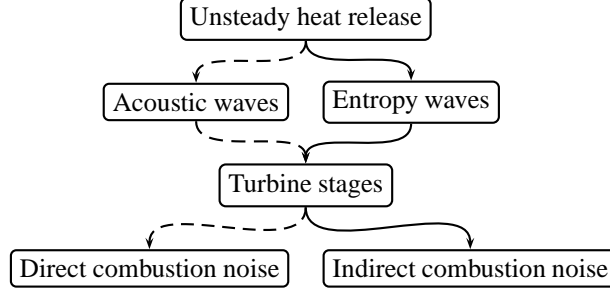 Unsteady heat release
Acoustic waves
Entropy waves
Turbine stages
Direct combustion noise
Indirect combustion noise